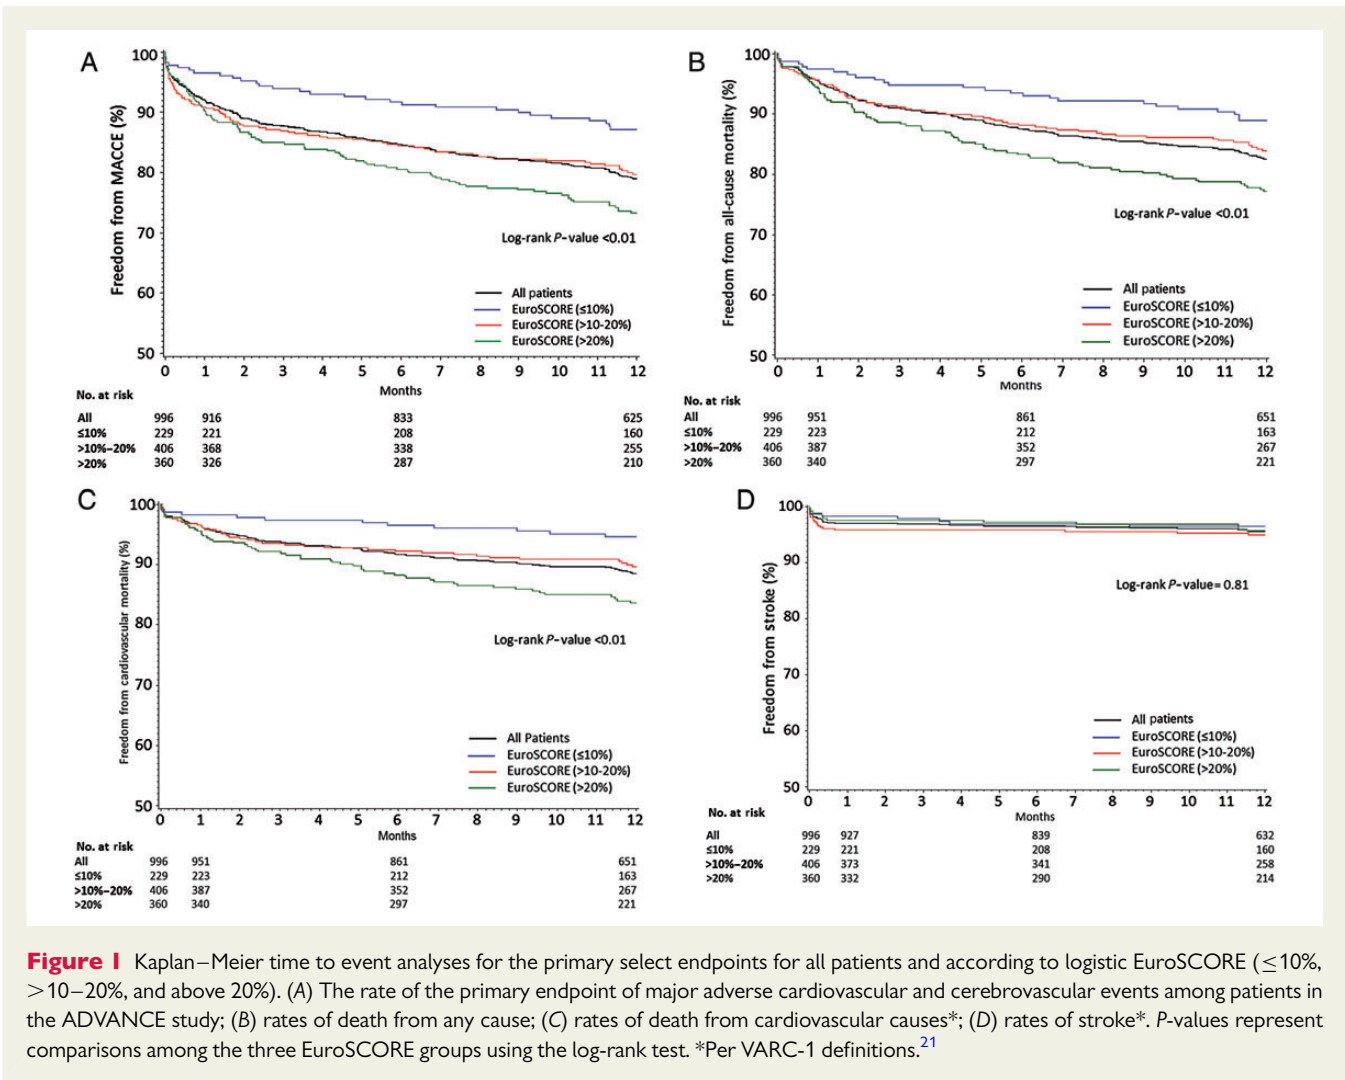 A
100
90
80
70
60
50
Freedom from MACCE (%)
Log-rank P-value <0.01
All patients
EuroSCORE (≤10%)
EuroSCORE (>10-20%)
EuroSCORE (>20%)
0 1 2 3 4 5 6 7 8 9 10 11 12
Months
No. at risk
All 996 916 833 625
≤10% 229 221 208 160
>10%–20% 406 368 338 255
>20% 360 326 287 210
B
100
90
80
70
60
50
Freedom from all-cause mortality (%)
Log-rank P-value <0.01
All patients
EuroSCORE (≤10%)
EuroSCORE (>10-20%)
EuroSCORE (>20%)
0 1 2 3 4 5 6 7 8 9 10 11 12
Months
No. at risk
All 996 951 861 651
≤10% 229 223 212 163
>10%–20% 406 387 352 267
>20% 360 340 297 221
C
100
90
80
70
60
50
Freedom from cardiovascular mortality (%)
Log-rank P-value <0.01
All Patients
EuroSCORE (≤10%)
EuroSCORE (>10-20%)
EuroSCORE (>20%)
0 1 2 3 4 5 6 7 8 9 10 11 12
Months
No. at risk
All 996 951 861 651
≤10% 229 223 212 163
>10%–20% 406 387 352 267
>20% 360 340 297 221
D
100
90
80
70
60
50
Freedom from stroke (%)
Log-rank P-value= 0.81
All patients
EuroSCORE (≤10%)
EuroSCORE (>10-20%)
EuroSCORE (>20%)
0 1 2 3 4 5 6 7 8 9 10 11 12
Months
No. at risk
All 996 927 839 632
≤10% 229 221 208 160
>10%–20% 406 373 341 258
>20% 360 332 290 214
Figure 1 Kaplan–Meier time to event analyses for the primary select endpoints for all patients and according to logistic EuroSCORE (≤10%,
>10–20%, and above 20%). (A) The rate of the primary endpoint of major adverse cardiovascular and cerebrovascular events among patients in
the ADVANCE study; (B) rates of death from any cause; (C) rates of death from cardiovascular causes*; (D) rates of stroke*. P-values represent
comparisons among the three EuroSCORE groups using the log-rank test. *Per VARC-1 definitions.21